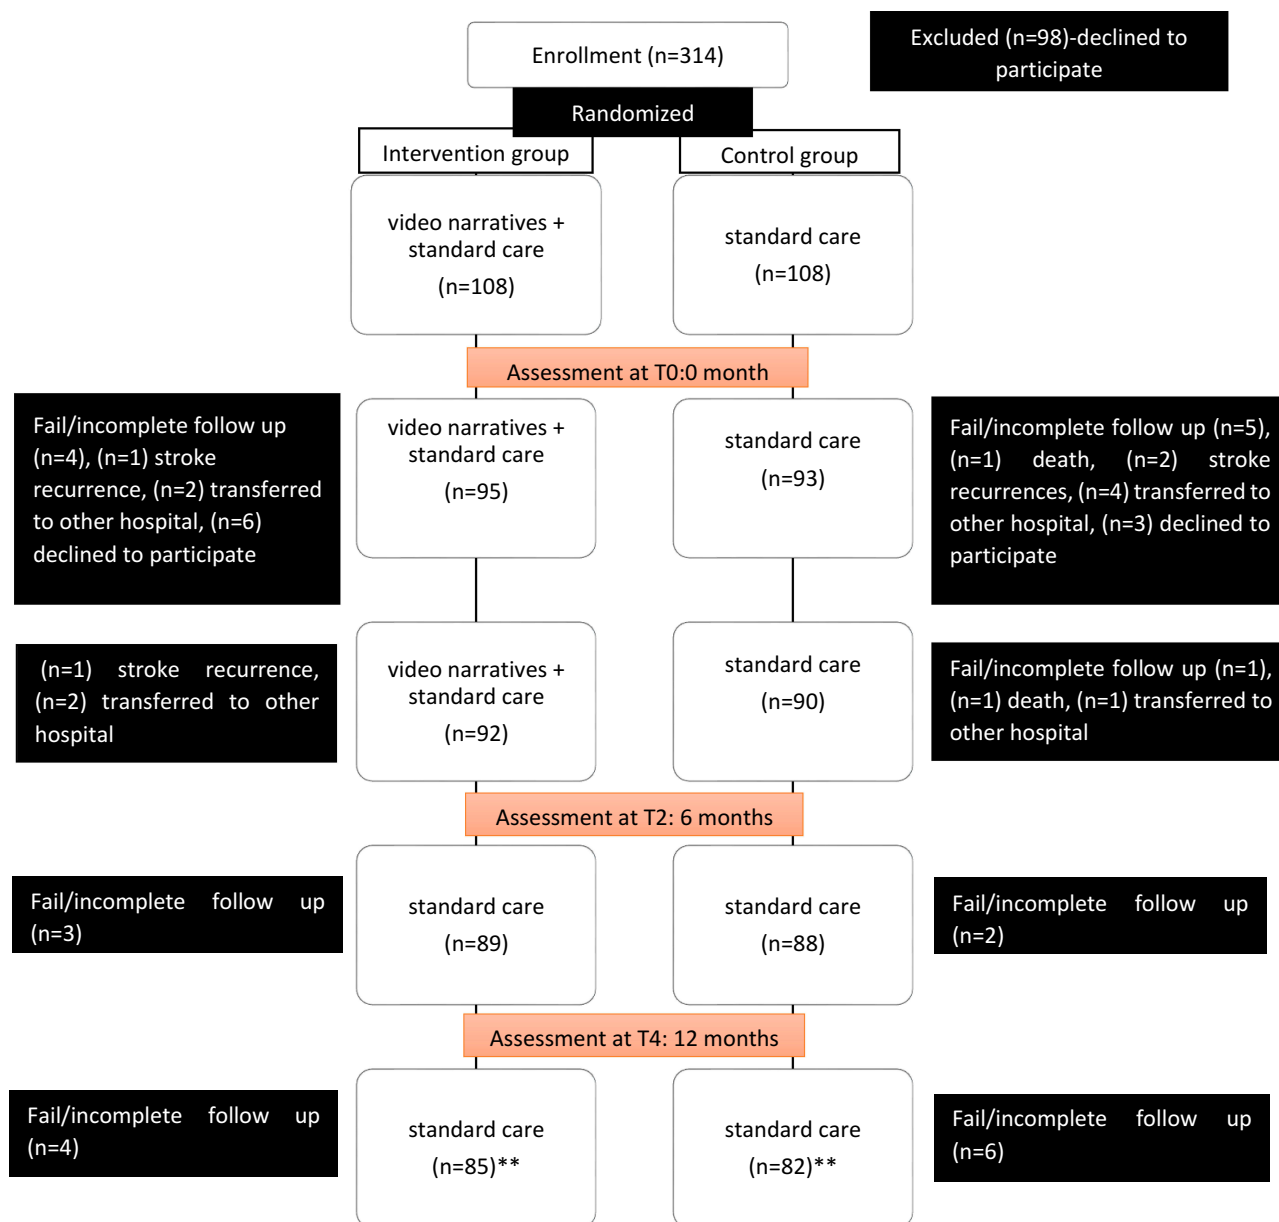 Enrollment (n=314)
Excluded (n=98)-declined to
participate
Randomized
Intervention group
Control group
video narratives +
standard care
(n=108)
standard care
(n=108)
Assessment at T0:0 month
Fail/incomplete follow up
(n=4), (n=1) stroke
recurrence, (n=2) transferred
to other hospital, (n=6)
declined to participate
video narratives +
standard care
(n=95)
standard care
(n=93)
Fail/incomplete follow up (n=5),
(n=1) death, (n=2) stroke
recurrences, (n=4) transferred to
other hospital, (n=3) declined to
participate
(n=1) stroke recurrence,
(n=2) transferred to other
hospital
video narratives +
standard care
(n=92)
standard care
(n=90)
Fail/incomplete follow up (n=1),
(n=1) death, (n=1) transferred to
other hospital
Assessment at T2: 6 months
Fail/incomplete follow up
(n=3)
standard care
(n=89)
standard care
(n=88)
Fail/incomplete follow up
(n=2)
Assessment at T4: 12 months
Fail/incomplete follow up
(n=4)
standard care
(n=85)**
standard care
(n=82)**
Fail/incomplete follow up
(n=6)